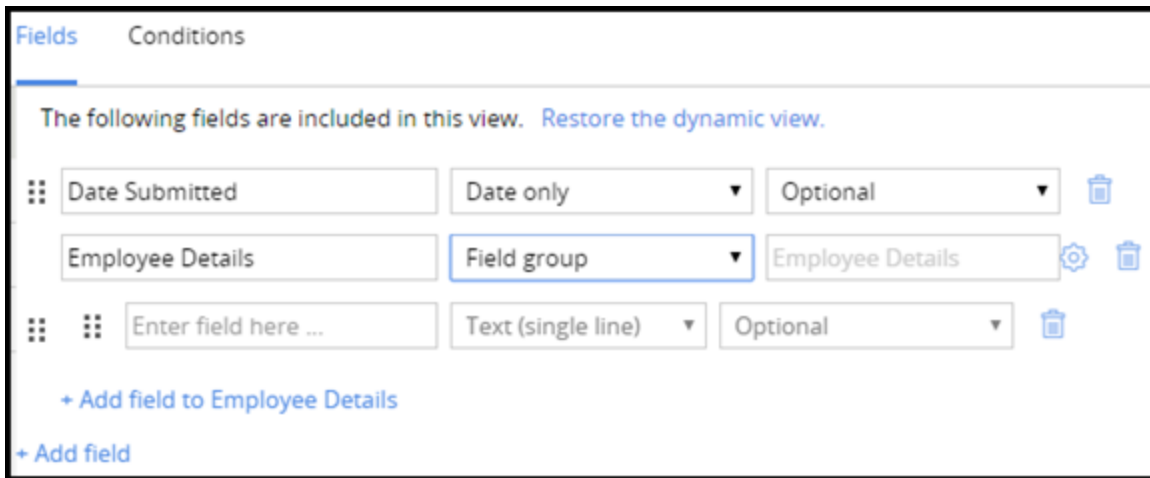 Fields Conditions
The following fields are included in this view. Restore the dynamic view.
Date Submitted Date only Optional
Employee Details Field group Employee Details
Enter field here ... Text (single line) Optional
+ Add field to Employee Details
+ Add field